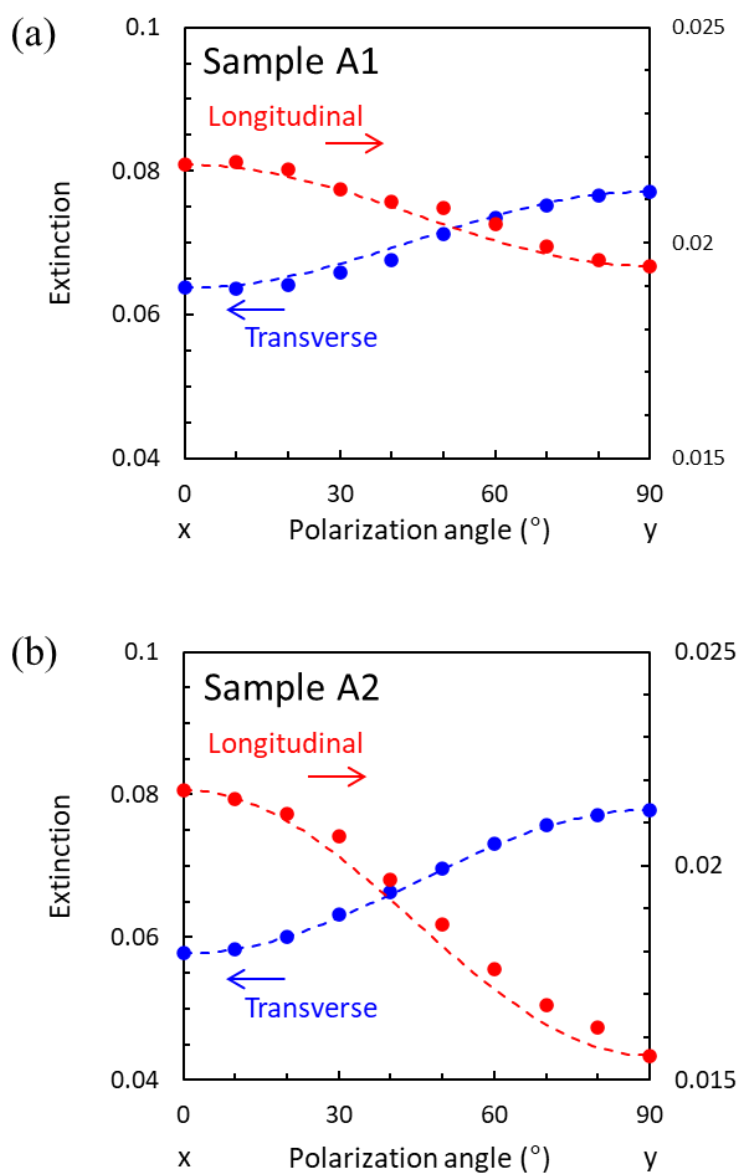 (a)
0.1
0.025
Sample A1
Longitudinal
0.08
0.02
Extinction
0.06
Transverse
0.04
0.015
0 30 60 90
x Polarization angle (°) y
(b)
0.1
0.025
Sample A2
Longitudinal
0.08
0.02
Extinction
0.06
Transverse
0.04
0.015
0 30 60 90
x Polarization angle (°) y